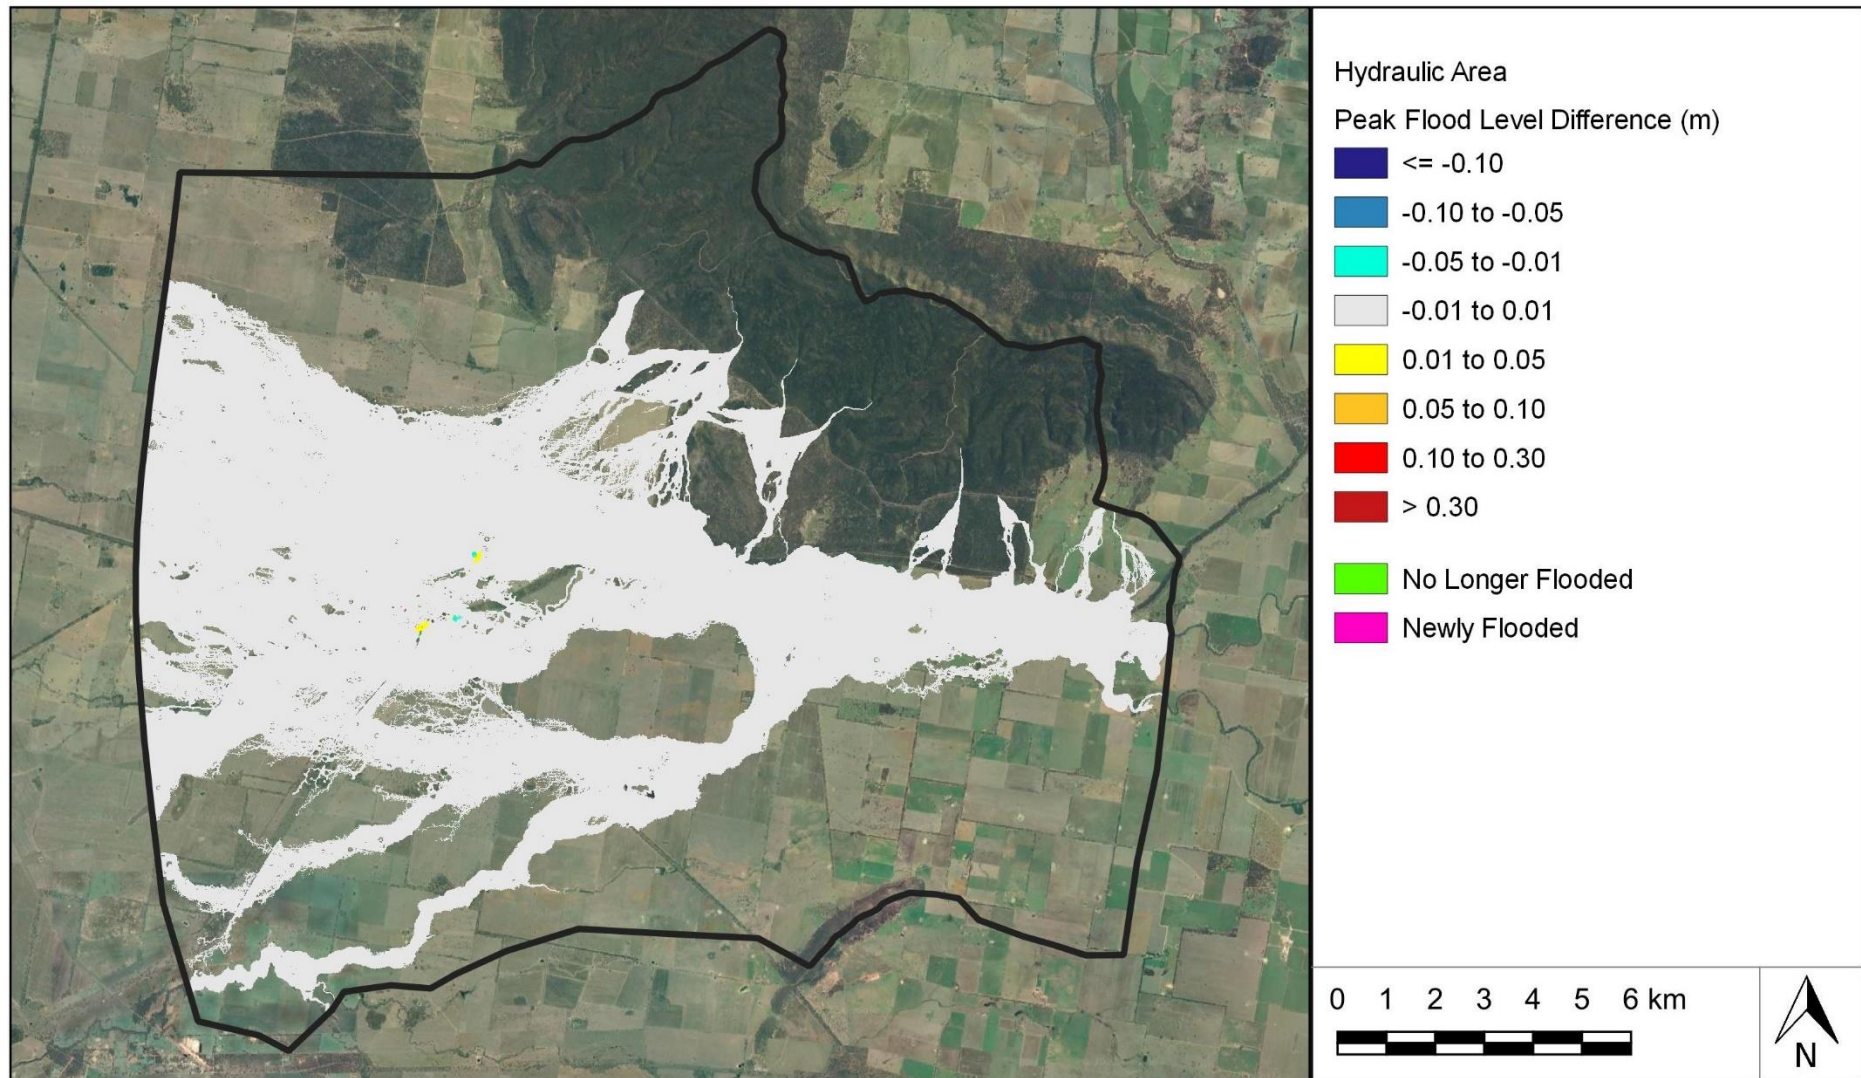 Hydraulic Area
Peak Flood Level Difference (m)
<= -0.10
-0.10 to -0.05
-0.05 to -0.01
-0.01 to 0.01
0.01 to 0.05
0.05 to 0.10
0.10 to 0.30
> 0.30
No Longer Flooded
Newly Flooded
0 1 2 3 4 5 6 km
N